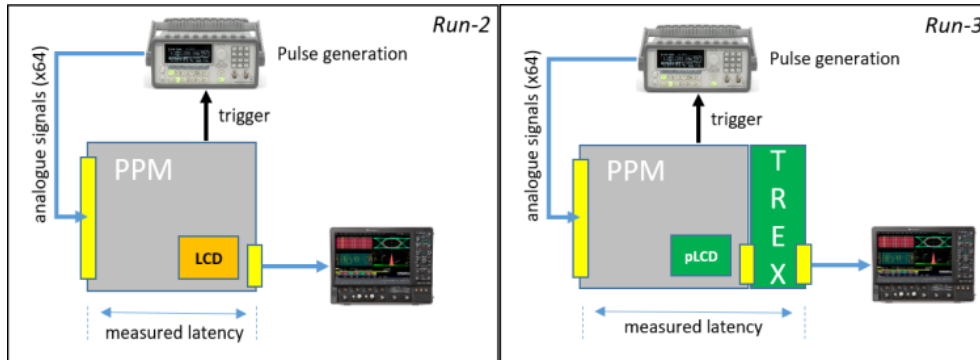 Run-2
Pulse generation
analogue signals (x64)
trigger
PPM
LCD
measured latency
Run-3
Pulse generation
analogue signals (x64)
trigger
PPM
TREX
pLCD
measured latency